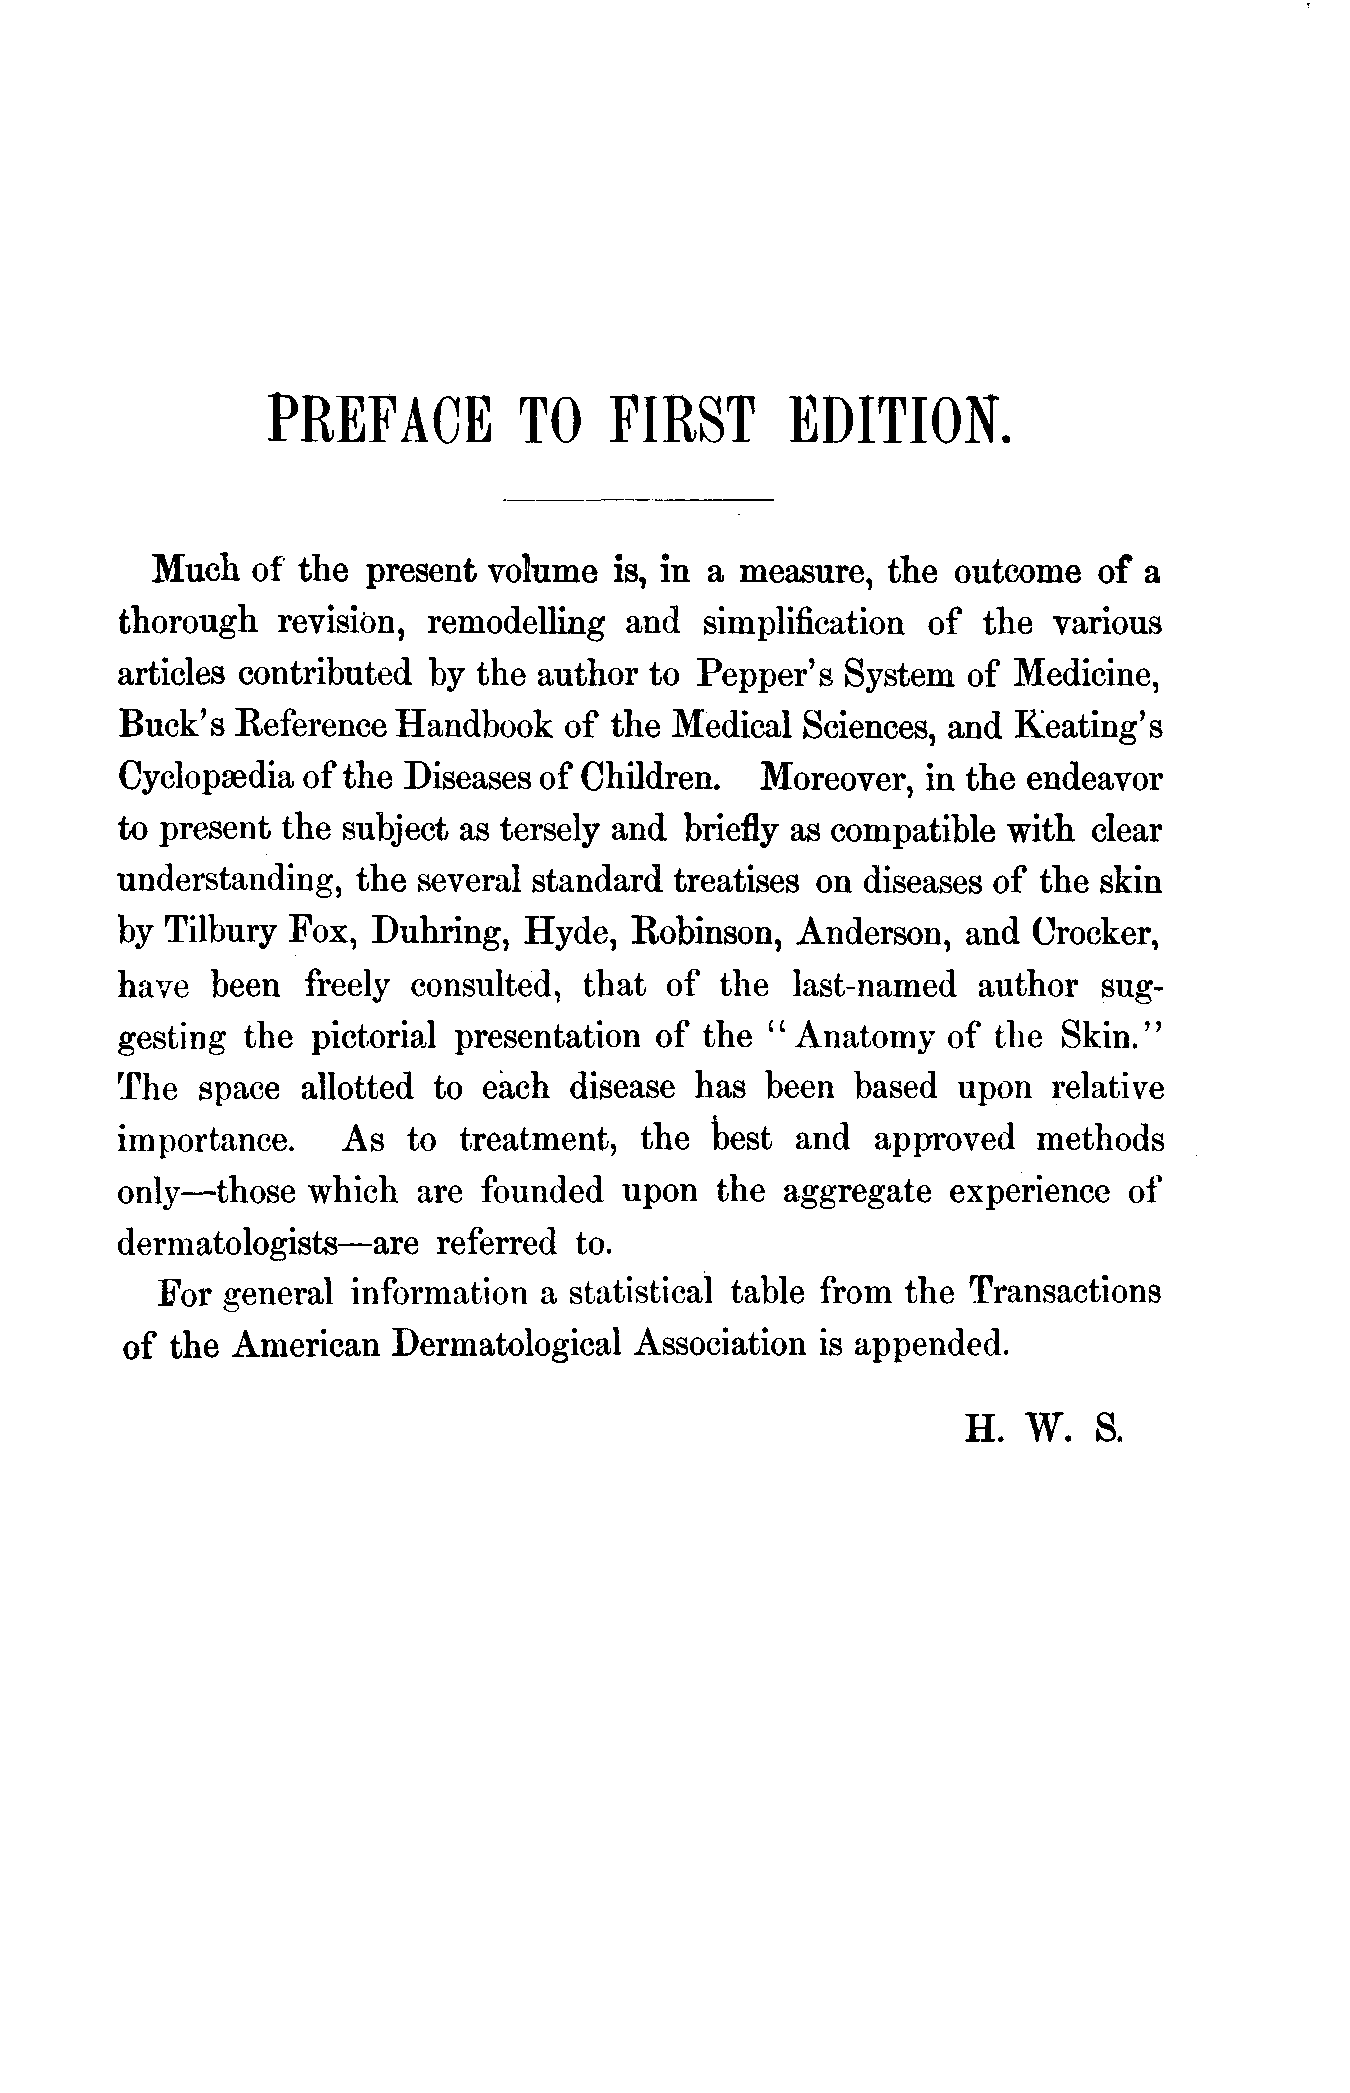 PREFACE TO FIRST EDITION.
Much of the present volume is, in a measure, the outcome of a
thorough revision, remodelling and simplification of the various
articles contributed by the author to Pepper's System of Medicine,
Buck's Reference Handbook of the Medical Sciences, and Keating's
Cyclopædia of the Diseases of Children. Moreover, in the endeavor
to present the subject as tersely and briefly as compatible with clear
understanding, the several standard treatises on diseases of the skin
by Tilbury Fox, Duhring, Hyde, Robinson, Anderson, and Crocker,
have been freely consulted, that of the last-named author sug-
gesting the pictorial presentation of the "Anatomy of the Skin."
The space allotted to each disease has been based upon relative
importance. As to treatment, the best and approved methods
only—those which are founded upon the aggregate experience of
dermatologists—are referred to.
For general information a statistical table from the Transactions
of the American Dermatological Association is appended.
H. W. S.